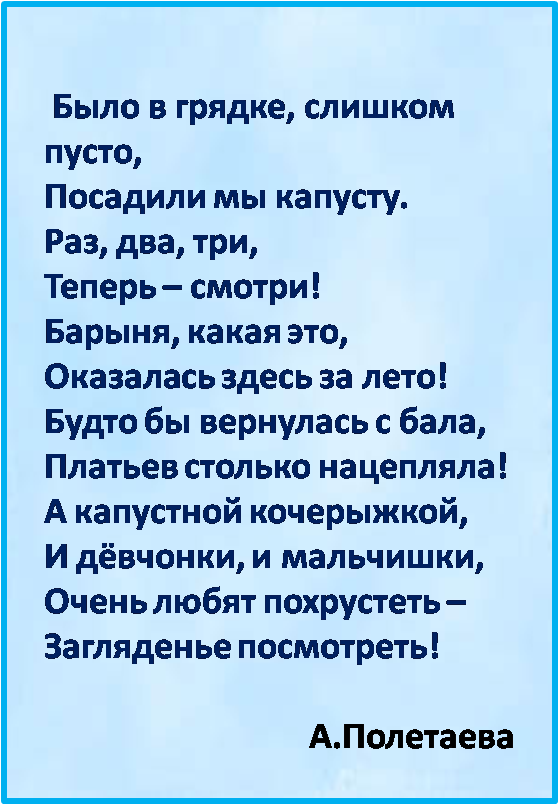 Было в грядке, слишком
пусто,
Посадили мы капусту.
Раз, два, три,
Теперь – смотри!
Барыня, какая это,
Оказалась здесь за лето!
Будто бы вернулась с бала,
Платьев столько нацепляла!
А капустной кочерыжкой,
И дёвчонки, и мальчишки,
Очень любят похрустеть –
Загляденье посмотреть!
А.Полетаева